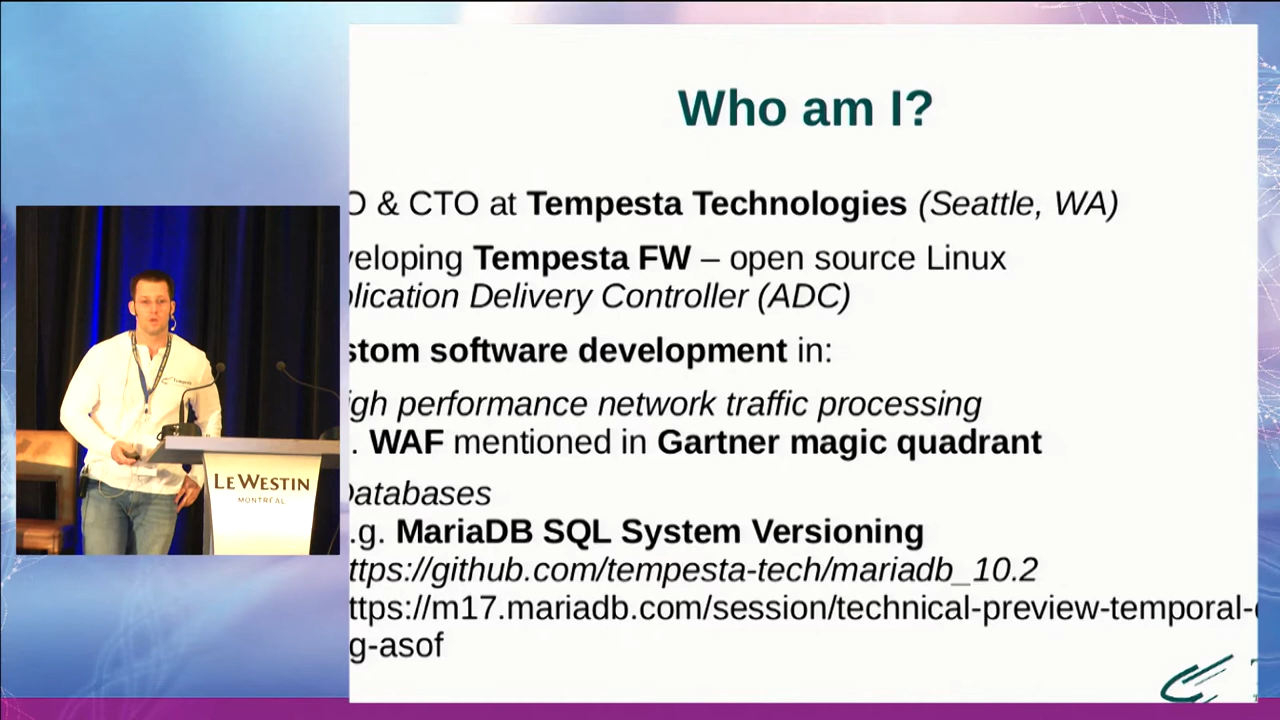 Who am I?
O & CTO at Tempesta Technologies (Seattle, WA)
veloping Tempesta FW – open source Linux
plication Delivery Controller (ADC)
stom software development in:
igh performance network traffic processing
. WAF mentioned in Gartner magic quadrant
Databases
.g. MariaDB SQL System Versioning
ttps://github.com/tempesta-tech/mariadb_10.2
ttps://m17.mariadb.com/session/technical-preview-temporal-
g-asof
LE WESTIN
MONTRÉAL